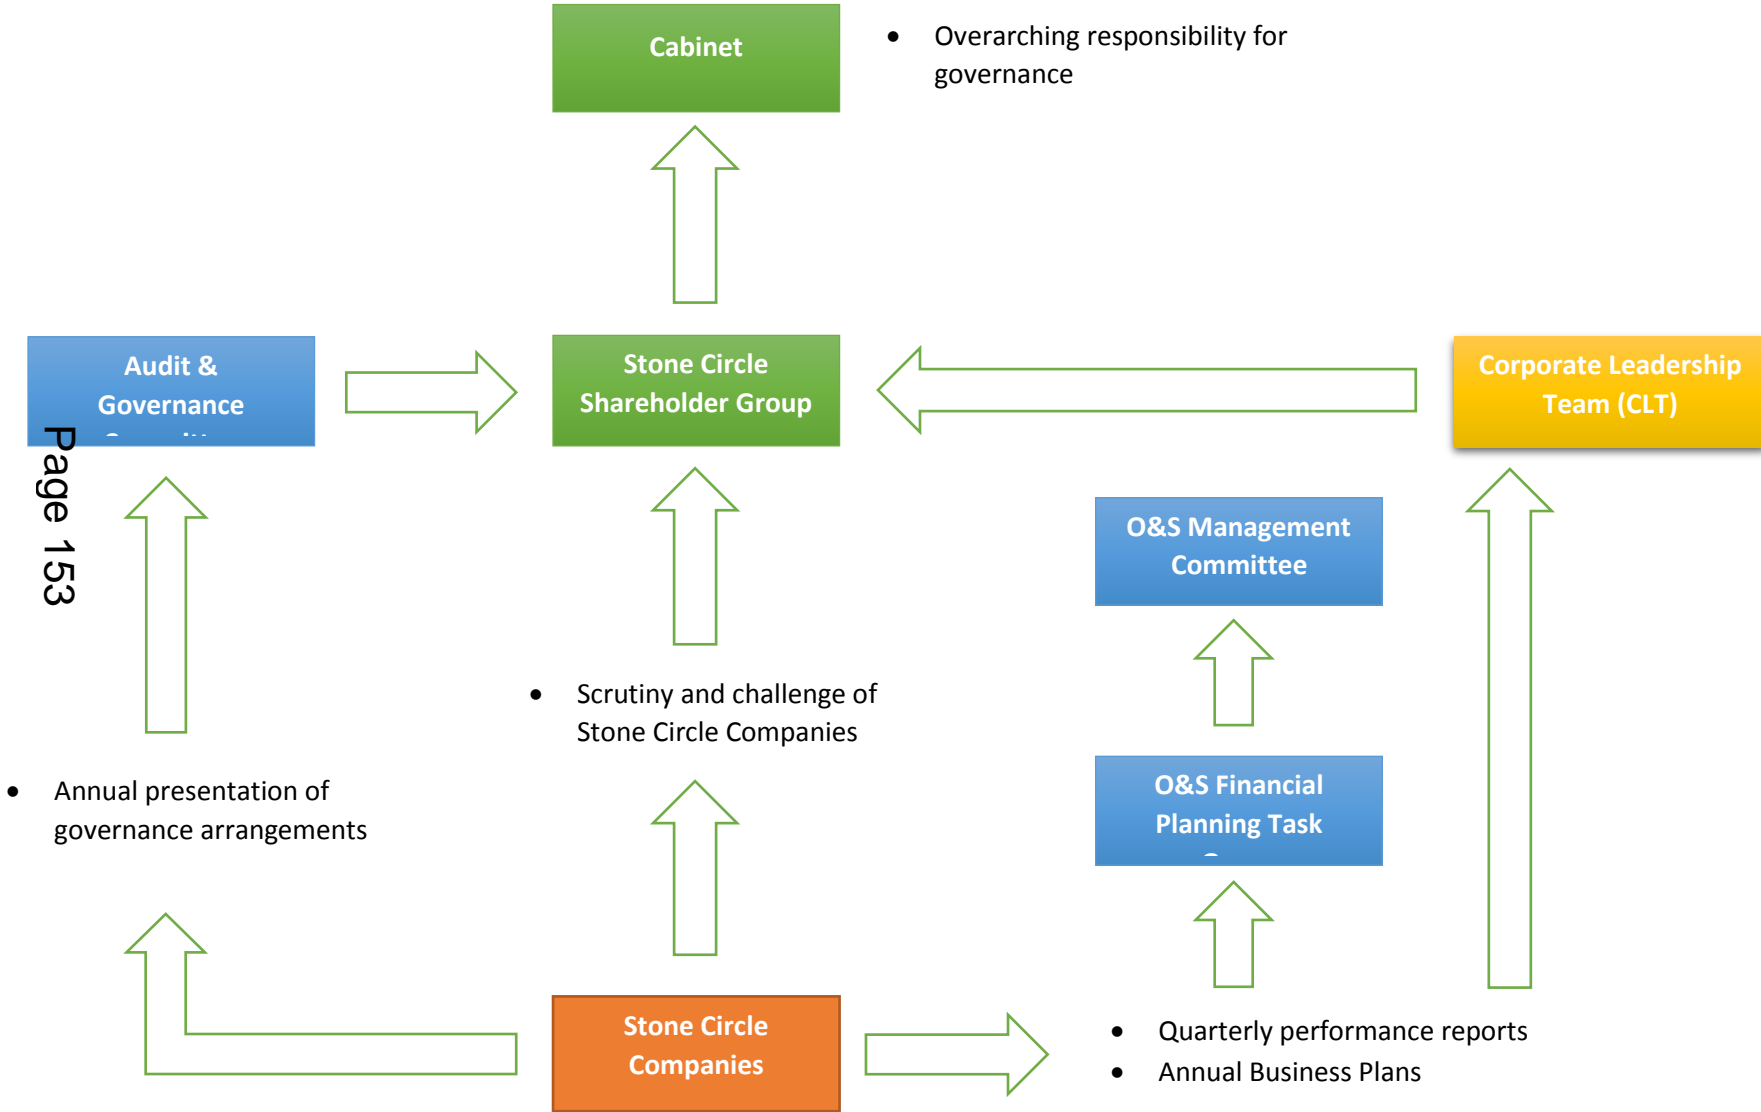 Cabinet
• Overarching responsibility for
governance
Audit &
Governance
Stone Circle
Shareholder Group
Corporate Leadership
Team (CLT)
Page 153
O&S Management
Committee
• Scrutiny and challenge of
Stone Circle Companies
• Annual presentation of
governance arrangements
O&S Financial
Planning Task
Stone Circle
Companies
• Quarterly performance reports
• Annual Business Plans